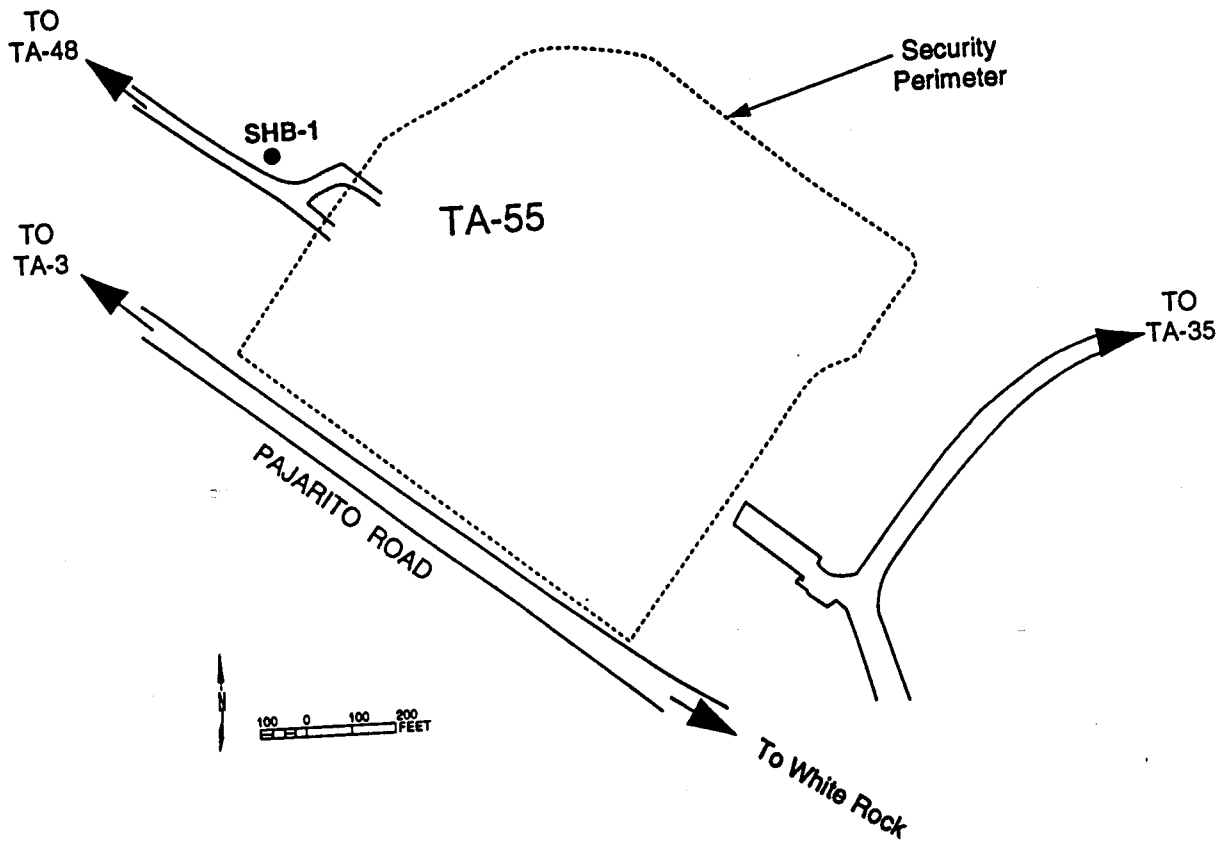 TO
TA-48
Security
Perimeter
SHB-1
TA-55
TO
TA-3
TO
TA-35
PAJARITO ROAD
N
100 0 100 200
FEET
To White Rock